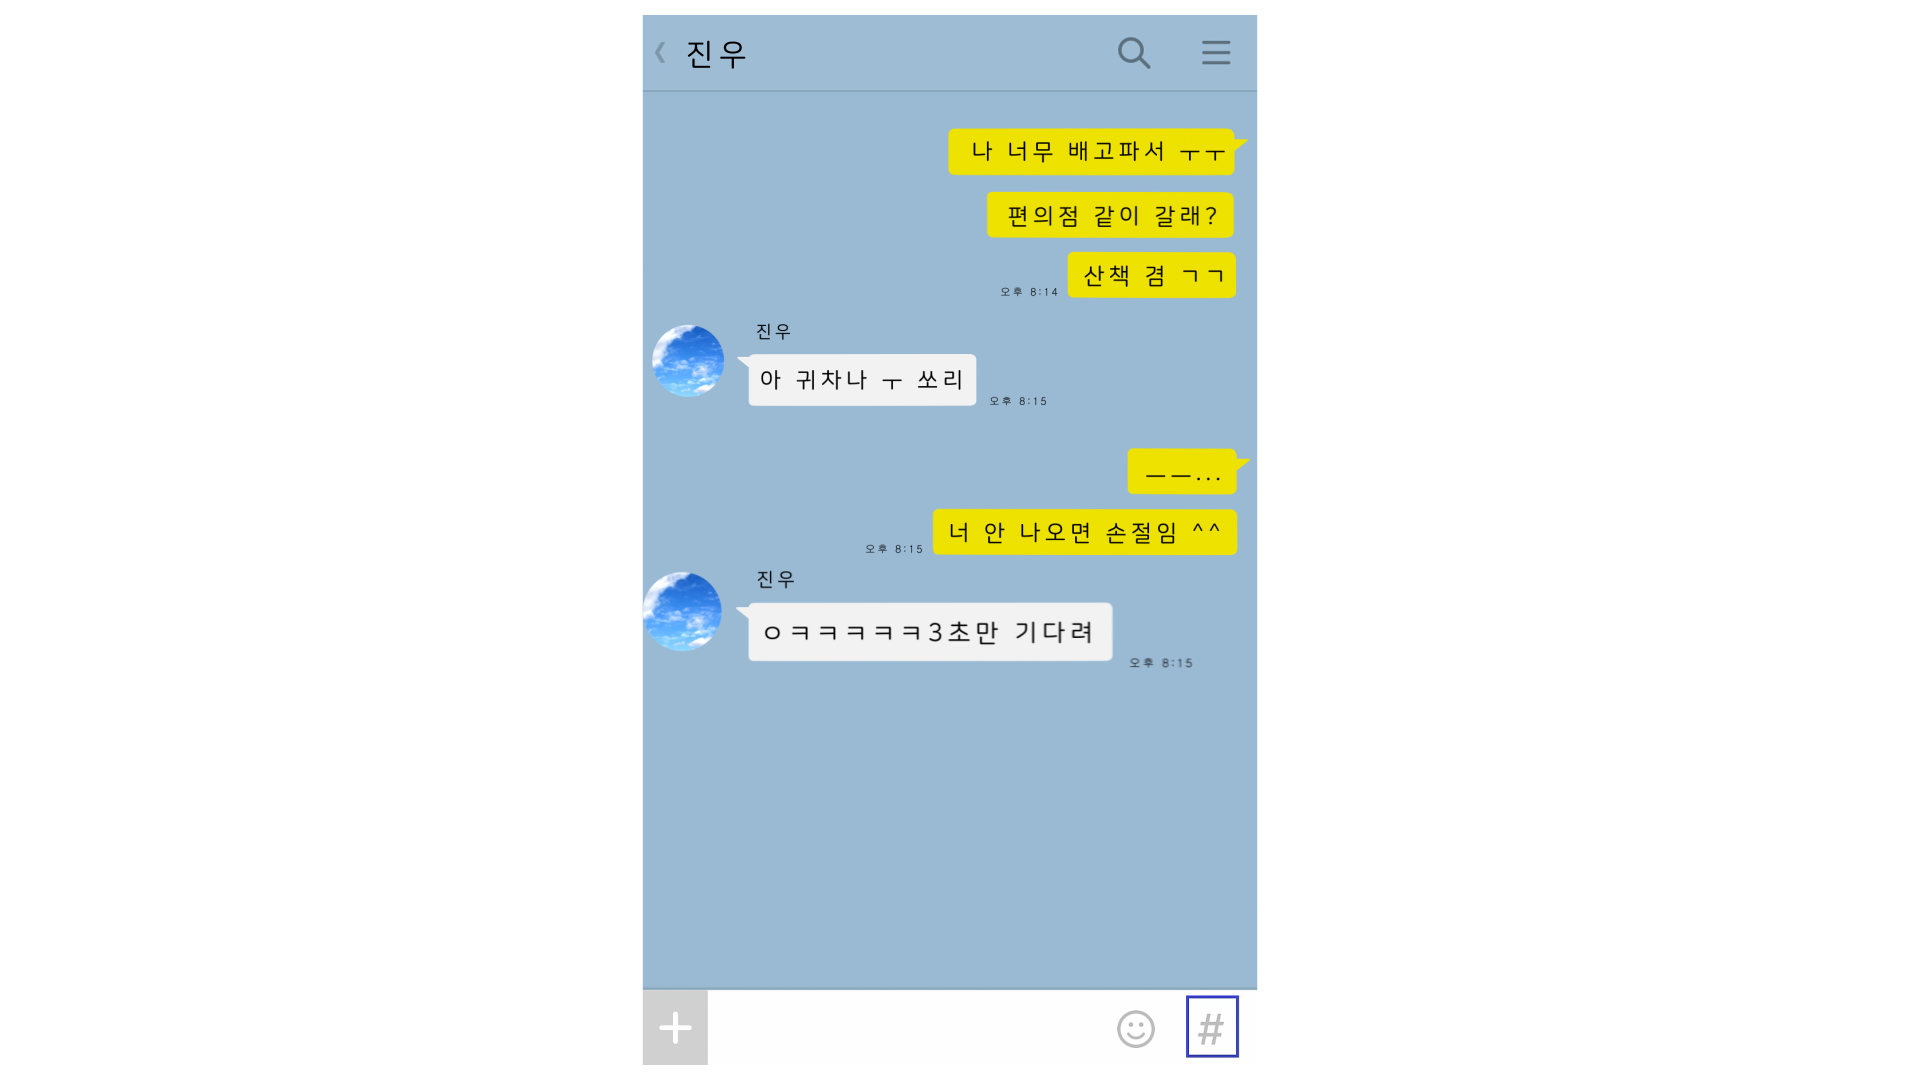 진우
나 너무 배고파서 ㅜㅜ
편의점 같이 갈래?
산책 겸 ㄱㄱ
오후 8:14
진우
아 귀차나 ㅜ 쏘리
오후 8:15
ㅡㅡ...
너 안 나오면 손절임 ^^
오후 8:15
진우
ㅇㅋㅋㅋㅋㅋ3초만 기다려
오후 8:15
#